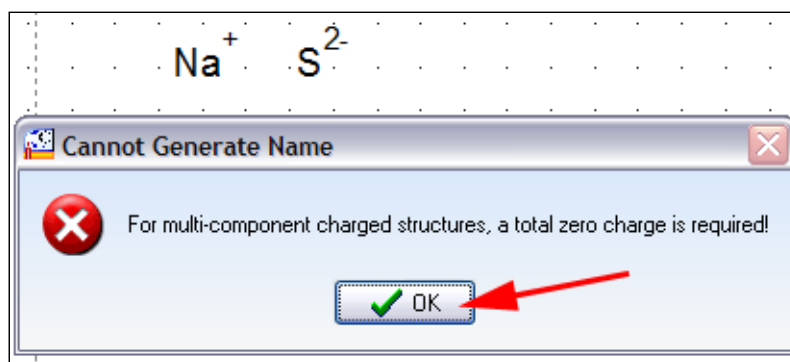 Na+ S2-
Cannot Generate Name
For multi-component charged structures, a total zero charge is required!
OK